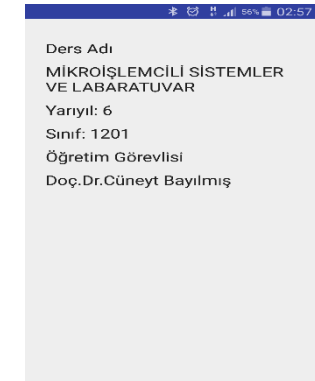 56% 02:57
Ders Adı
MİKROİŞLEMCİLİ SİSTEMLER
VE LABARATUVAR
Yarıyıl: 6
Sınıf: 1201
Öğretim Görevlisi
Doç.Dr.Cüneyt Bayılmış